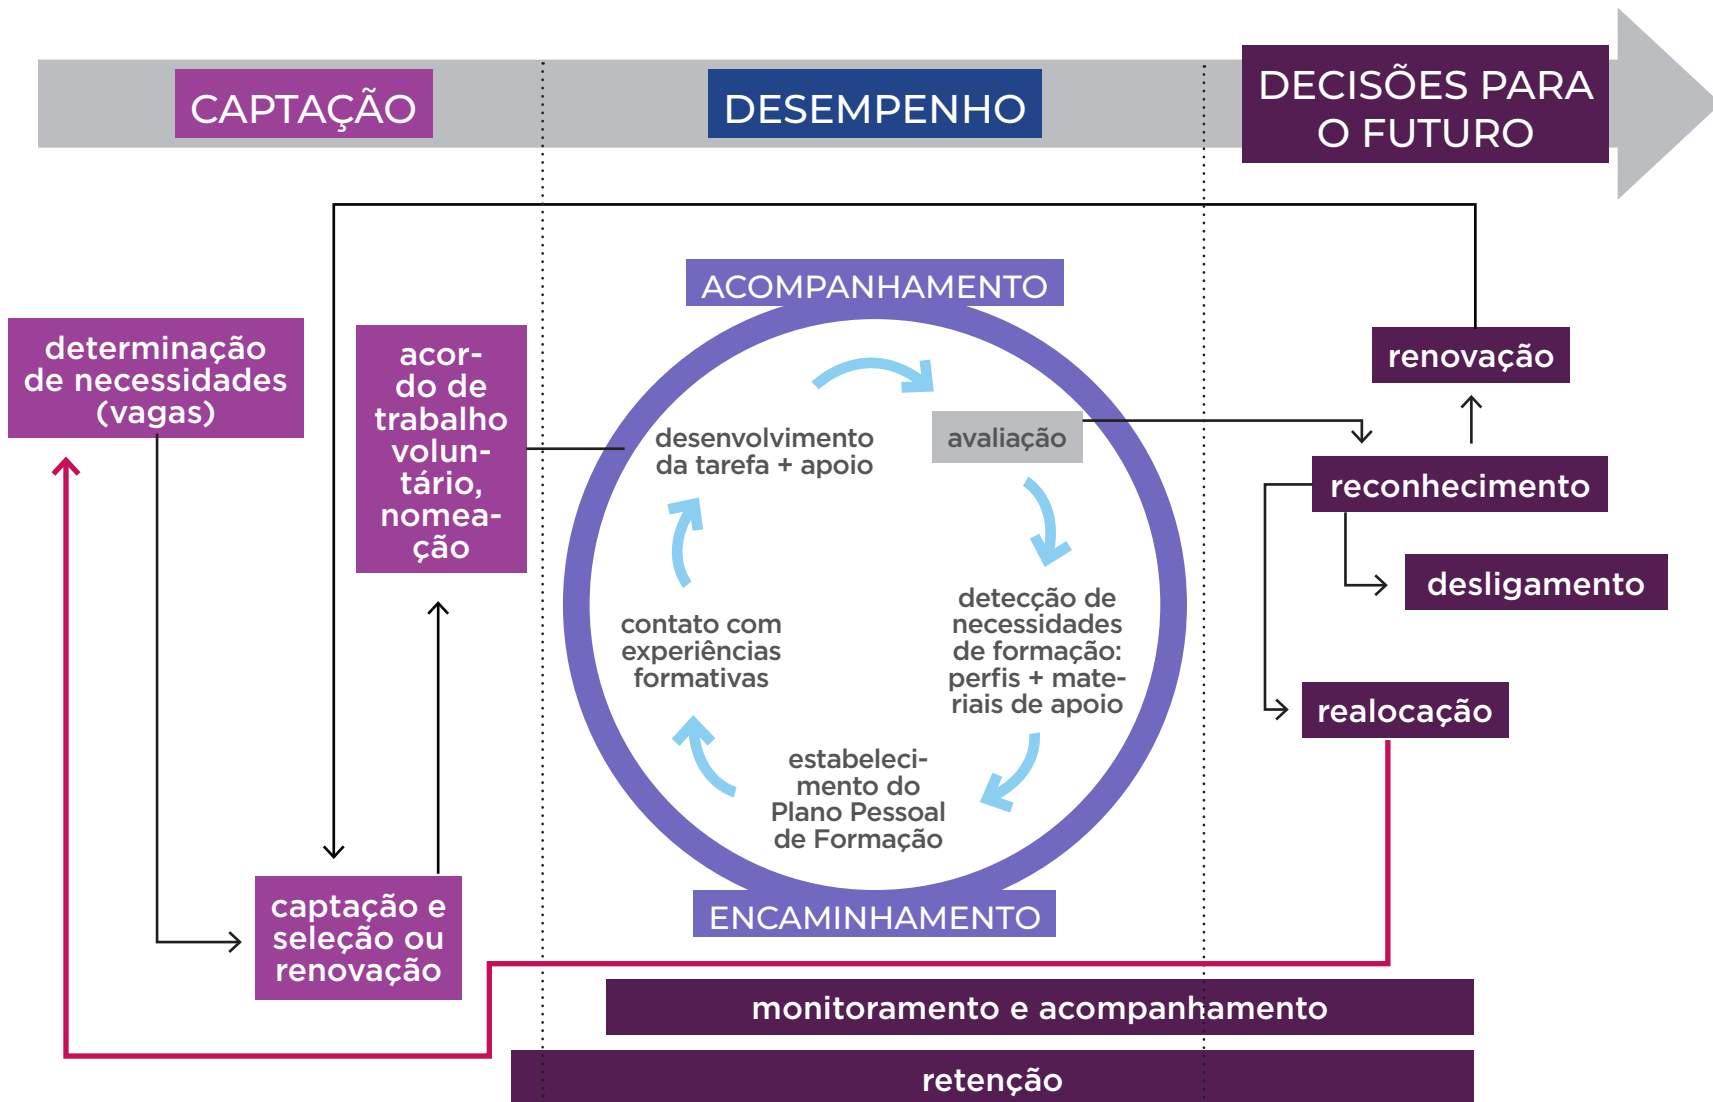 CAPTAÇÃO
DESEMPENHO
DECISÕES PARA
O FUTURO
ACOMPANHAMENTO
determinação
de necessidades
(vagas)
acor-
do de
trabalho
volun-
tário,
nomea-
ção
captação e
seleção ou
renovação
desenvolvimento
da tarefa + apoio
avaliação
detecção de
necessidades
de formação:
perfis + mate-
riais de apoio
estabeleci-
mento do
Plano Pessoal
de Formação
contato com
experiências
formativas
ENCAMINHAMENTO
renovação
reconhecimento
desligamento
realocação
monitoramento e acompanhamento
retenção